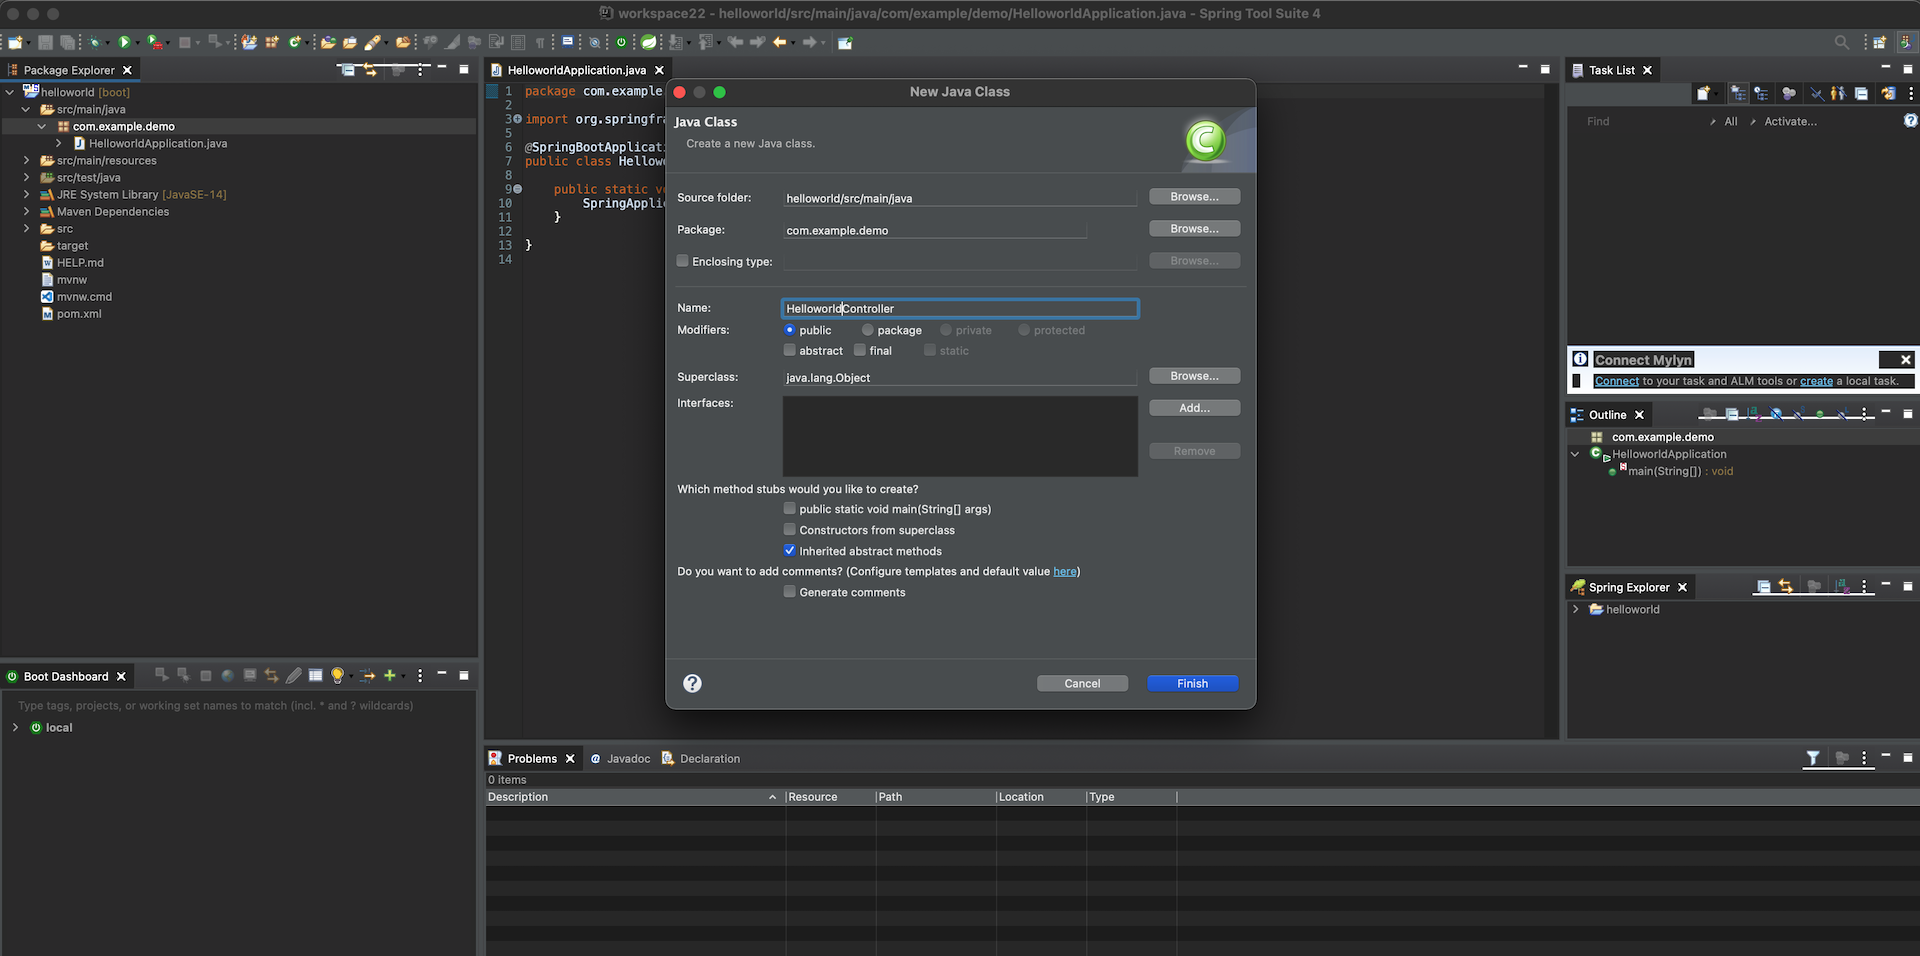 workspace22 - helloworld/src/main/java/com/example/demo/HelloworldApplication.java - Spring Tool Suite 4
Package Explorer
helloworld [boot]
src/main/java
com.example.demo
HelloworldApplication.java
src/main/resources
src/test/java
JRE System Library [JavaSE-14]
Maven Dependencies
src
target
HELP.md
mvnw
mvnw.cmd
pom.xml
Boot Dashboard
Type tags, projects, or working set names to match (incl. * and ? wildcards)
local
HelloworldApplication.java
1 package com.example
2
3 import org.springfra
5
6 @SpringBootApplicat
7 public class Hellow
8
9 public static vo
10 SpringApplic
11 }
12
13 }
14
New Java Class
Java Class
Create a new Java class.
Source folder: helloworld/src/main/java Browse...
Package: com.example.demo Browse...
Enclosing type: Browse...
Name: HelloworldController
Modifiers: public package private protected
abstract final static
Superclass: java.lang.Object Browse...
Interfaces: Add...
Remove
Which method stubs would you like to create?
public static void main(String[] args)
Constructors from superclass
Inherited abstract methods
Do you want to add comments? (Configure templates and default value here)
Generate comments
Cancel Finish
Problems Javadoc Declaration
0 items
Description Resource Path Location Type
Task List
Find All Activate...
Connect Mylyn
Connect to your task and ALM tools or create a local task.
Outline
com.example.demo
HelloworldApplication
main(String[]) : void
Spring Explorer
helloworld